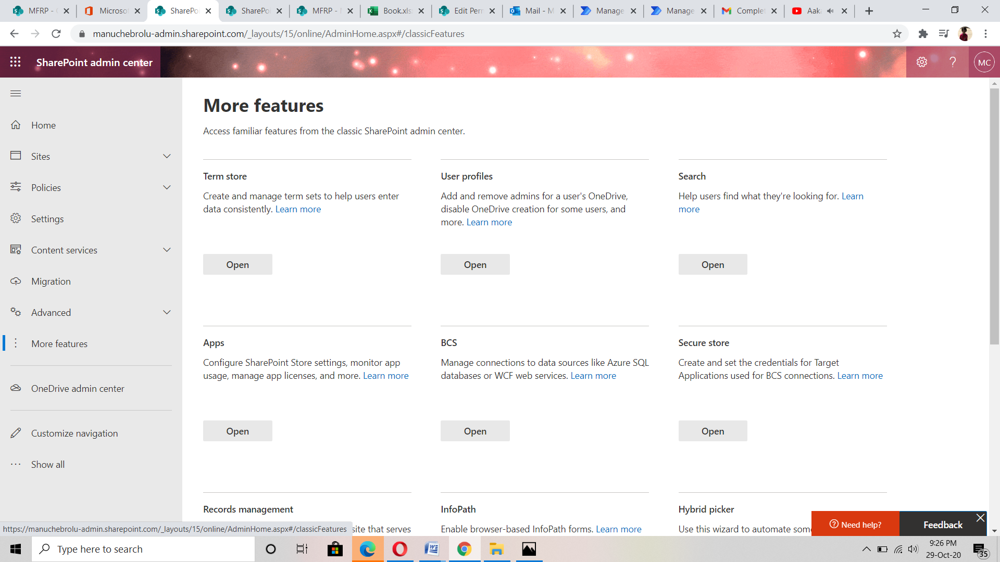 MFRP - 
Microsof
SharePoi
SharePoi
MFRP - 
Book.xls
Edit Perm
Mail - M
Manage
Manage
Complet
Aaka
manuchebrolu-admin.sharepoint.com/_layouts/15/online/AdminHome.aspx#/classicFeatures
SharePoint admin center
MC
Home
Sites
Policies
Settings
Content services
Migration
Advanced
More features
OneDrive admin center
Customize navigation
Show all
More features
Access familiar features from the classic SharePoint admin center.
Term store
Create and manage term sets to help users enter
data consistently. Learn more
Open
User profiles
Add and remove admins for a user's OneDrive,
disable OneDrive creation for some users, and
more. Learn more
Open
Search
Help users find what they're looking for. Learn
more
Open
Apps
Configure SharePoint Store settings, monitor app
usage, manage app licenses, and more. Learn more
Open
BCS
Manage connections to data sources like Azure SQL
databases or WCF web services. Learn more
Open
Secure store
Create and set the credentials for Target
Applications used for BCS connections. Learn more
Open
Records management
site that serves
InfoPath
Enable browser-based InfoPath forms. Learn more
Hybrid picker
Use this wizard to automate som
Need help?
Feedback
https://manuchebrolu-admin.sharepoint.com/_layouts/15/online/AdminHome.aspx#/classicFeatures
Type here to search
9:26 PM
29-Oct-20
35